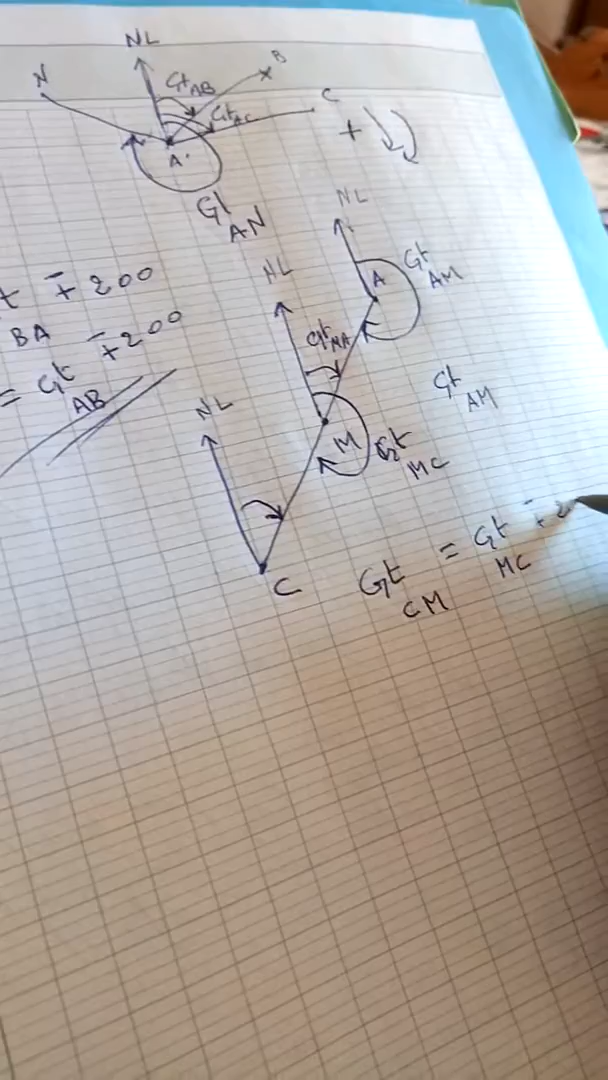 NL
N
B
Gt AB
C
Gt AC
+
A
Gt AN
NL
A
Gt AM
NL
Gt MA
t ∓ 200
BA
= Gt ∓ 200
AB
Gt AM
NL
M
Gt MC
C
Gt = Gt ∓ 2
CM MC